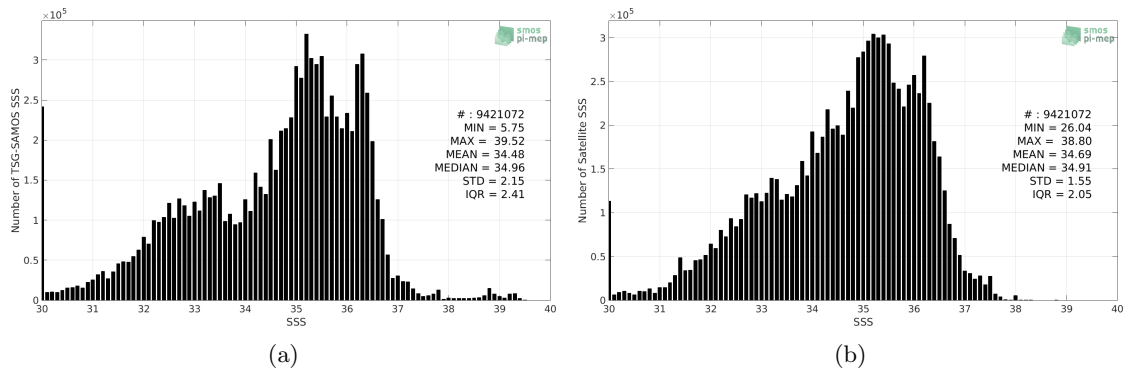 ×10⁵
smos
pi-mep
3
2.5
2
1.5
1
0.5
0
Number of TSG-SAMOS SSS
# : 9421072
MIN = 5.75
MAX = 39.52
MEAN = 34.48
MEDIAN = 34.96
STD = 2.15
IQR = 2.41
30 31 32 33 34 35 36 37 38 39 40
SSS
(a)
×10⁵
smos
pi-mep
3
2.5
2
1.5
1
0.5
0
Number of Satellite SSS
# : 9421072
MIN = 26.04
MAX = 38.80
MEAN = 34.69
MEDIAN = 34.91
STD = 1.55
IQR = 2.05
30 31 32 33 34 35 36 37 38 39 40
SSS
(b)